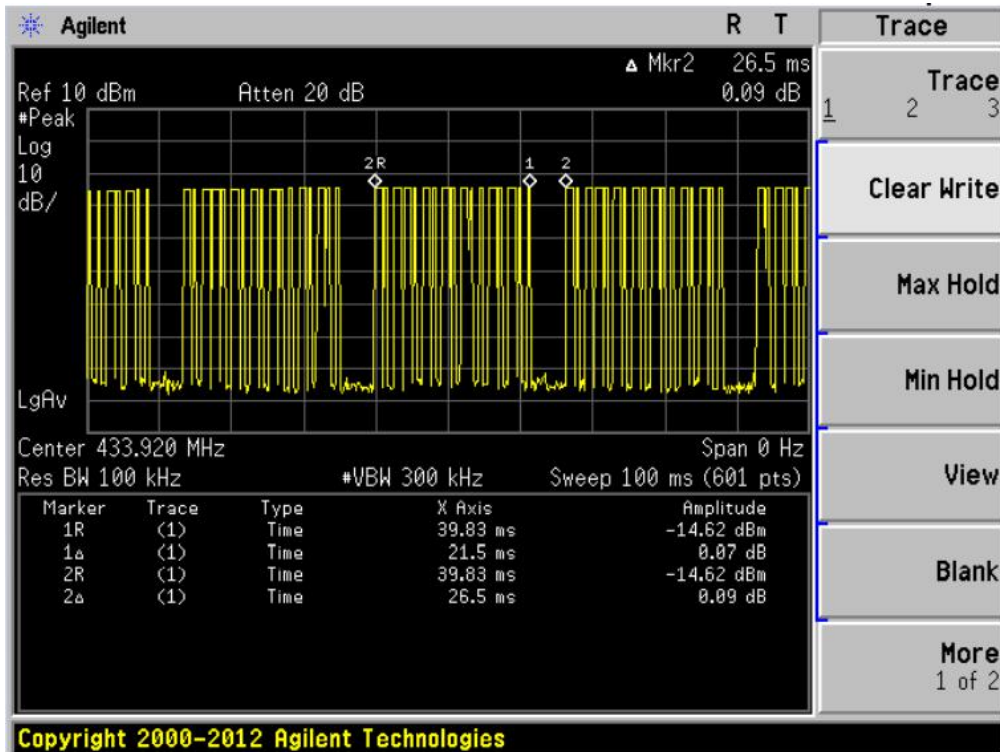 Agilent R T Trace
Δ Mkr2 26.5 ms
Ref 10 dBm Atten 20 dB 0.09 dB
#Peak
Log
10
dB/
2R 1 2
LgAv
Center 433.920 MHz Span 0 Hz
Res BW 100 kHz #VBW 300 kHz Sweep 100 ms (601 pts)
Marker Trace Type X Axis Amplitude
1R (1) Time 39.83 ms -14.62 dBm
1Δ (1) Time 21.5 ms 0.07 dB
2R (1) Time 39.83 ms -14.62 dBm
2Δ (1) Time 26.5 ms 0.09 dB
Trace
1 2 3
Clear Write
Max Hold
Min Hold
View
Blank
More
1 of 2
Copyright 2000-2012 Agilent Technologies